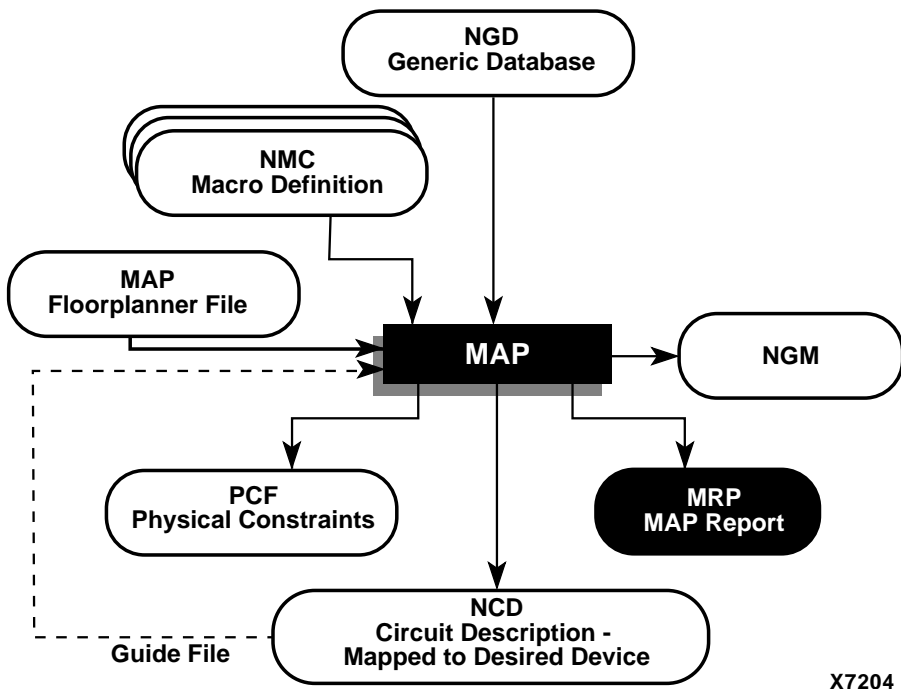 NGD
Generic Database
NMC
Macro Definition
MAP
Floorplanner File
MAP
NGM
PCF
Physical Constraints
MRP
MAP Report
NCD
Circuit Description -
Mapped to Desired Device
Guide File
X7204